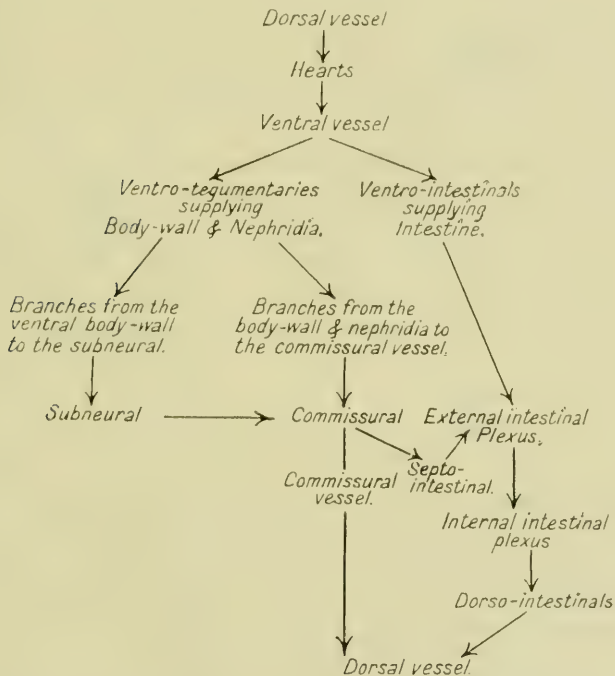 Dorsal vessel
Hearts
Ventral vessel
Ventro-tegumentaries
supplying
Body-wall & Nephridia.
Ventro-intestinals
supplying
Intestine.
Branches from the
ventral body-wall
to the subneural.
Branches from the
body-wall & nephridia to
the commissural vessel.
Subneural
Commissural
External intestinal
Plexus.
Septo-
intestinal.
Commissural
vessel.
Internal intestinal
plexus
Dorso-intestinals
Dorsal vessel.